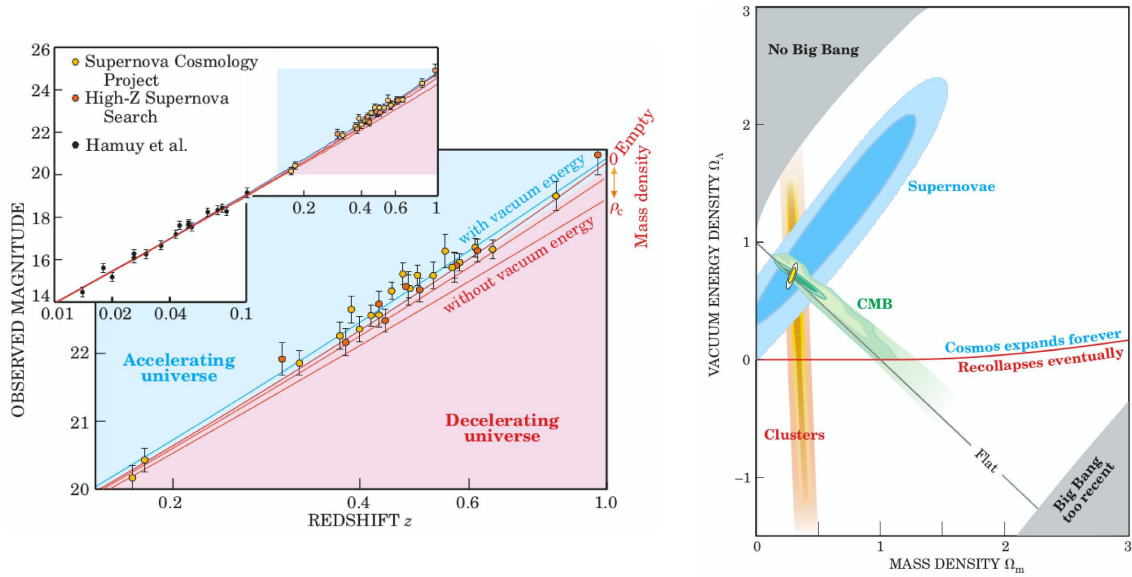 26
24
22
20
18
16
14
Supernova Cosmology
Project
High-Z Supernova
Search
Hamuy et al.
0.2 0.4 0.6 1
0.01 0.02 0.04 0.1
OBSERVED MAGNITUDE
22
21
20
with vacuum energy
without vacuum energy
Accelerating
universe
Decelerating
universe
0 Empty
Mass density
ρc
0.2 0.4 0.6 1.0
REDSHIFT z
3
2
1
0
−1
VACUUM ENERGY DENSITY ΩΛ
No Big Bang
Supernovae
CMB
Cosmos expands forever
Recollapses eventually
Clusters
Flat
Big Bang
too recent
0 1 2 3
MASS DENSITY Ωm